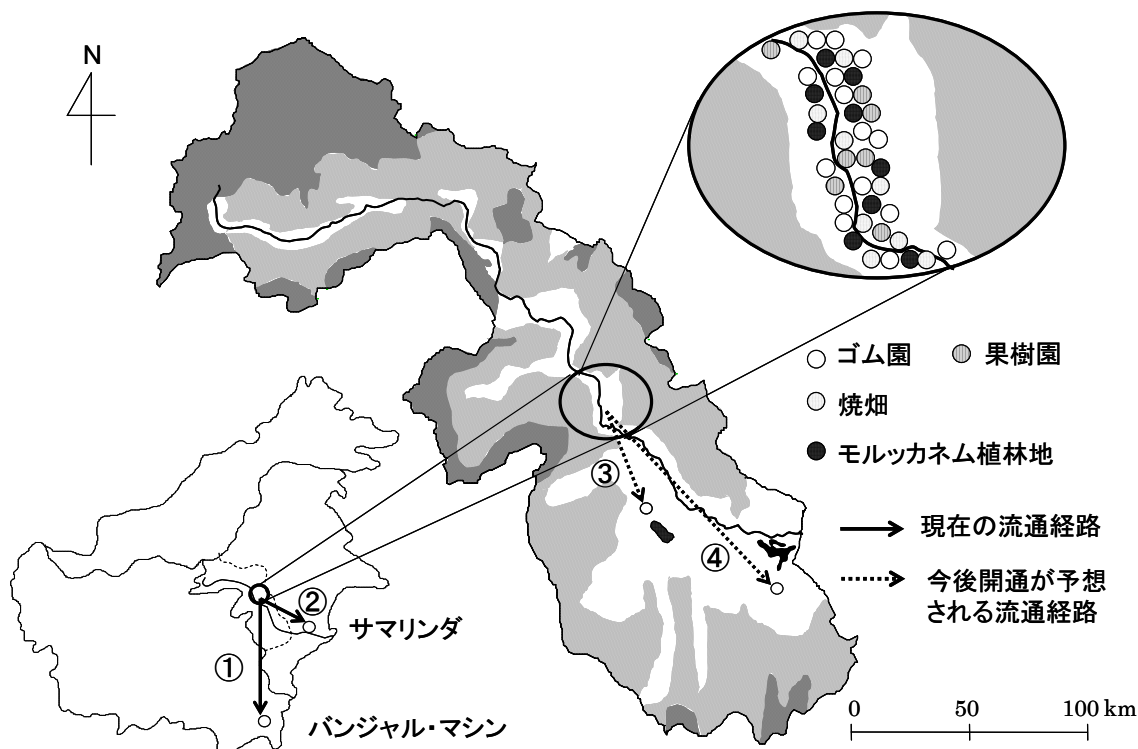 N
ゴム園
果樹園
焼畑
モルッカネム植林地
③
現在の流通経路
④
今後開通が予想
される流通経路
②
サマリンダ
①
バンジャル・マシン
0 50 100 km